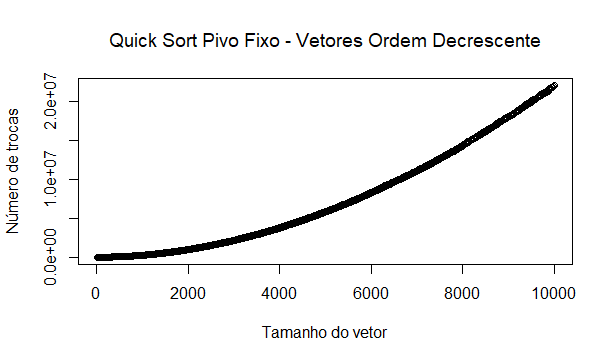 Quick Sort Pivo Fixo - Vetores Ordem Decrescente
Número de trocas
2.0e+07
1.0e+07
0.0e+00
0 2000 4000 6000 8000 10000
Tamanho do vetor